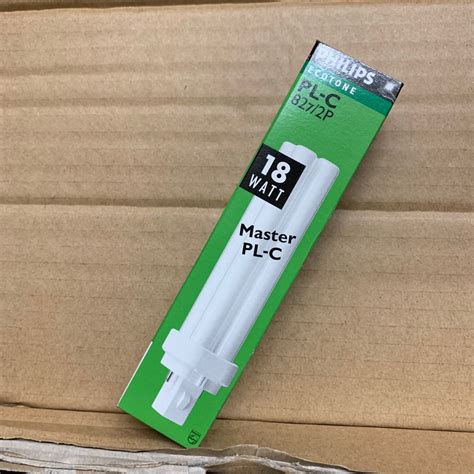 PHILIPS
ECOTONE
PL-C
827/2P
18
WATT
Master
PL-C